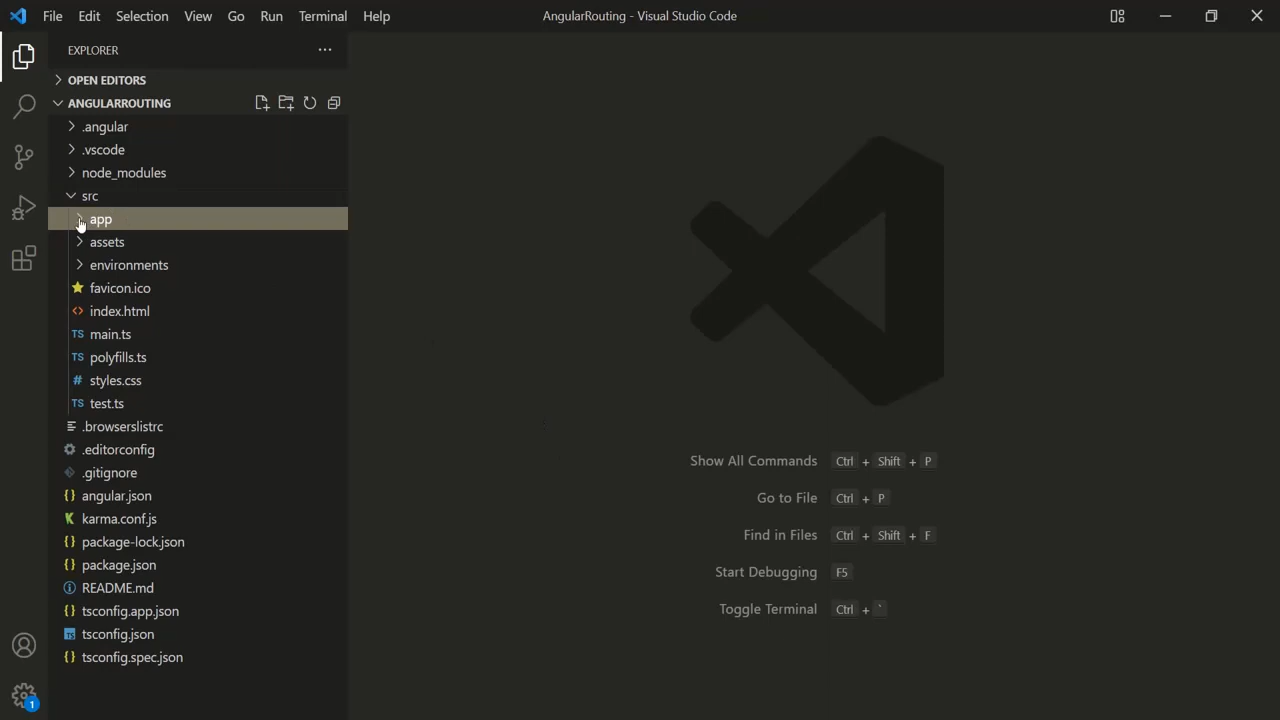 File Edit Selection View Go Run Terminal Help
AngularRouting - Visual Studio Code
EXPLORER
OPEN EDITORS
ANGULARROUTING
.angular
.vscode
node_modules
src
app
assets
environments
favicon.ico
<> index.html
TS main.ts
TS polyfills.ts
# styles.css
TS test.ts
.browserslistrc
.editorconfig
.gitignore
{} angular.json
karma.conf.js
{} package-lock.json
{} package.json
README.md
{} tsconfig.app.json
TS tsconfig.json
{} tsconfig.spec.json
1
Show All Commands Ctrl + Shift + P
Go to File Ctrl + P
Find in Files Ctrl + Shift + F
Start Debugging F5
Toggle Terminal Ctrl + `